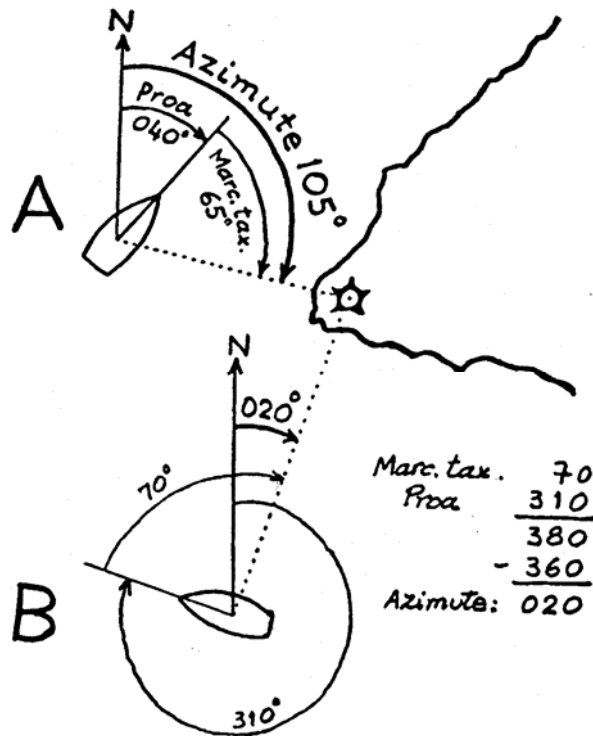 N
Azimute 105°
Proa
040°
Marc. tax.
65°
A
N
020°
70°
Marc. tax. 70
Proa 310
380
- 360
Azimute: 020
B
310°